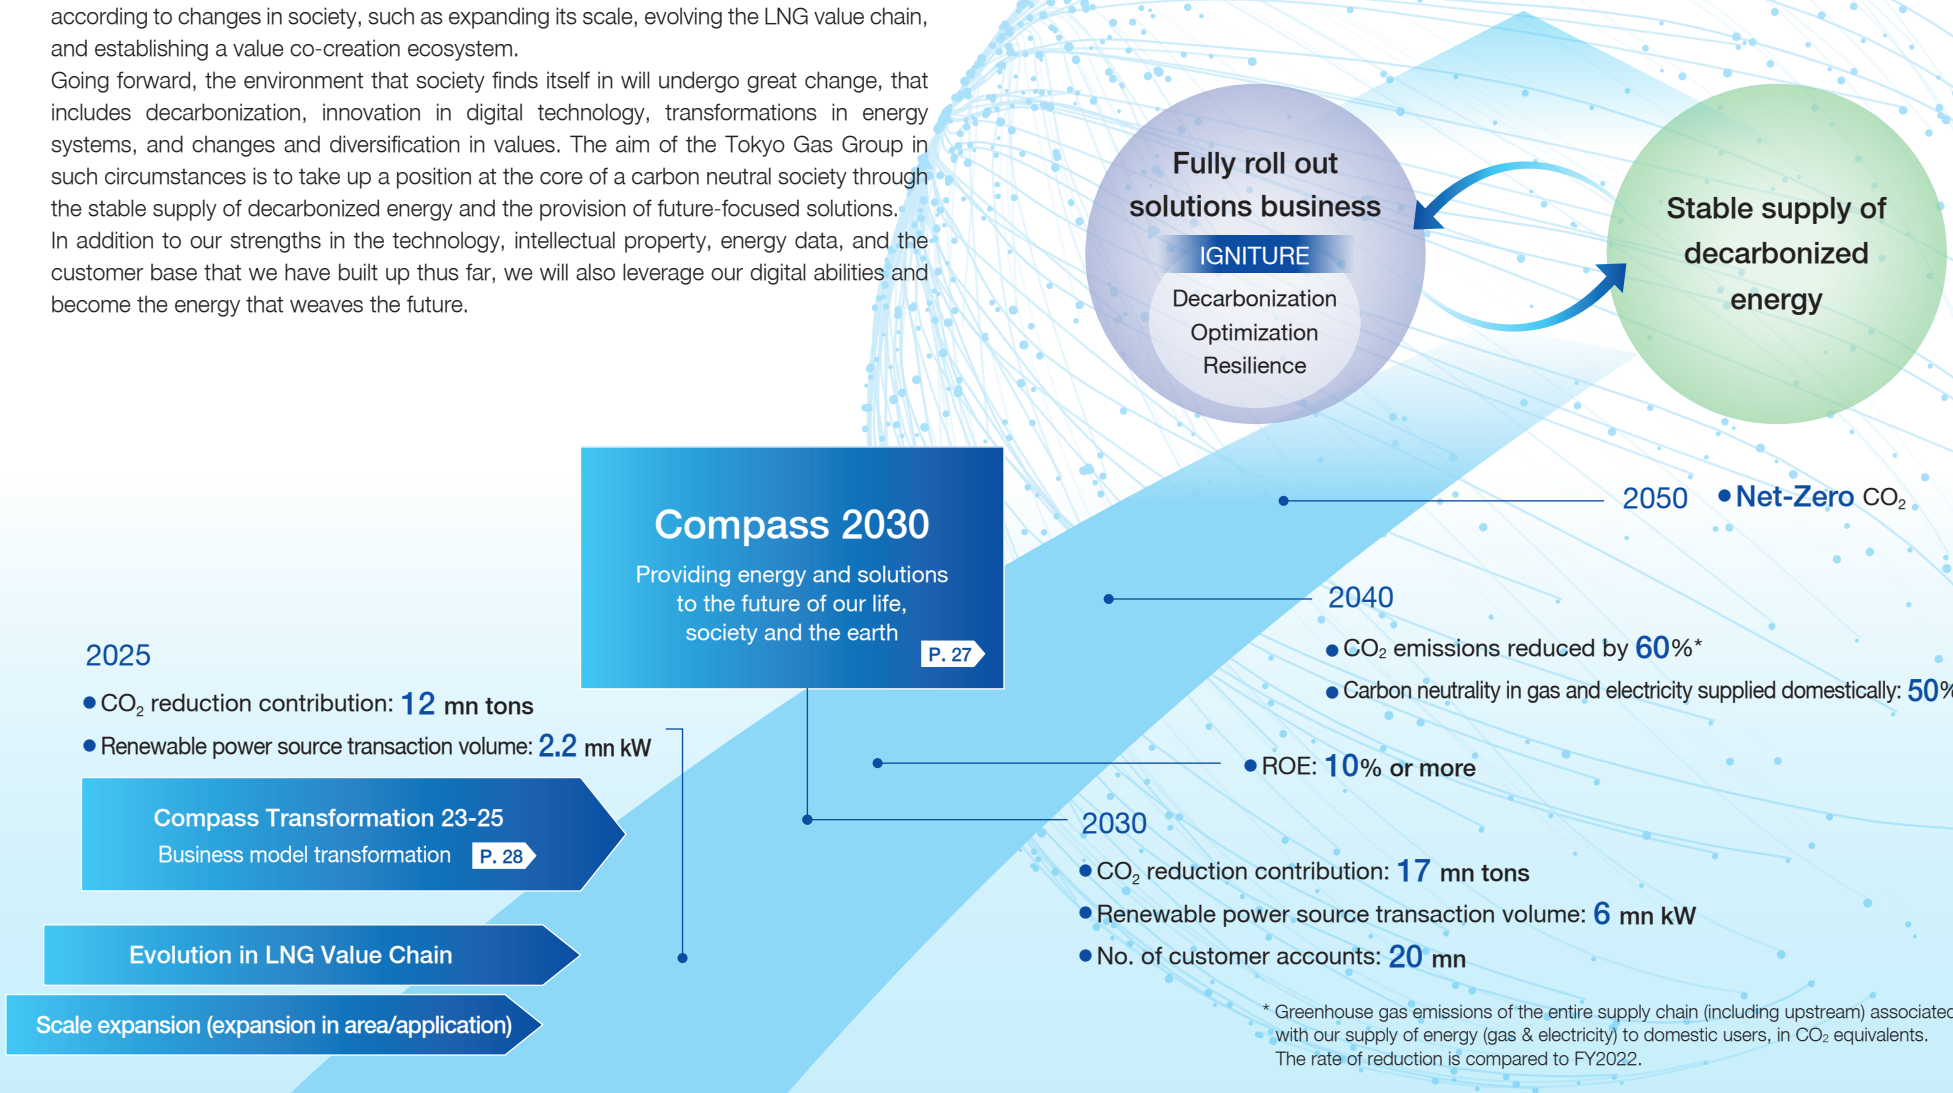 according to changes in society, such as expanding its scale, evolving the LNG value chain,
and establishing a value co-creation ecosystem.
Going forward, the environment that society finds itself in will undergo great change, that
includes decarbonization, innovation in digital technology, transformations in energy
systems, and changes and diversification in values. The aim of the Tokyo Gas Group in
such circumstances is to take up a position at the core of a carbon neutral society through
the stable supply of decarbonized energy and the provision of future-focused solutions.
In addition to our strengths in the technology, intellectual property, energy data, and the
customer base that we have built up thus far, we will also leverage our digital abilities and
become the energy that weaves the future.
Fully roll out
solutions business
IGNITURE
Decarbonization
Optimization
Resilience
Stable supply of
decarbonized
energy
Compass 2030
Providing energy and solutions
to the future of our life,
society and the earth
P. 27
2050
● Net-Zero CO₂
2040
● CO₂ emissions reduced by 60%*
● Carbon neutrality in gas and electricity supplied domestically: 50%
● ROE: 10% or more
2030
● CO₂ reduction contribution: 17 mn tons
● Renewable power source transaction volume: 6 mn kW
● No. of customer accounts: 20 mn
2025
● CO₂ reduction contribution: 12 mn tons
● Renewable power source transaction volume: 2.2 mn kW
Compass Transformation 23-25
Business model transformation
P. 28
Evolution in LNG Value Chain
Scale expansion (expansion in area/application)
* Greenhouse gas emissions of the entire supply chain (including upstream) associated
with our supply of energy (gas & electricity) to domestic users, in CO₂ equivalents.
The rate of reduction is compared to FY2022.